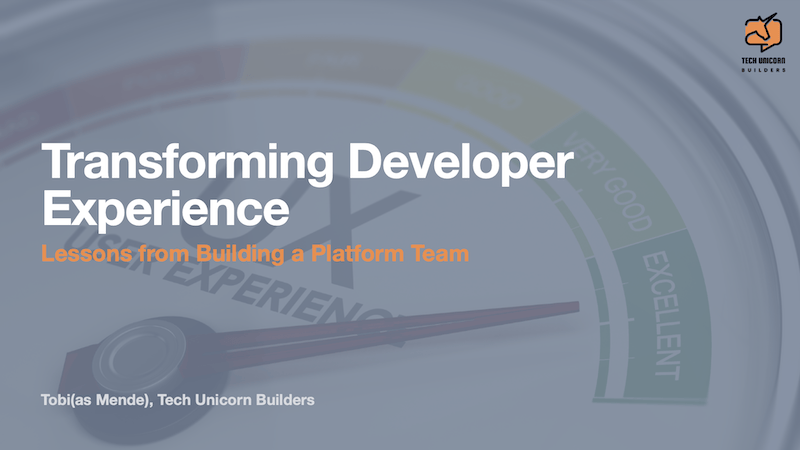 TECH UNICORN
BUILDERS
Transforming Developer
Experience
Lessons from Building a Platform Team
UX
USER EXPERIENCE
VERY GOOD
EXCELLENT
Tobi(as Mende), Tech Unicorn Builders